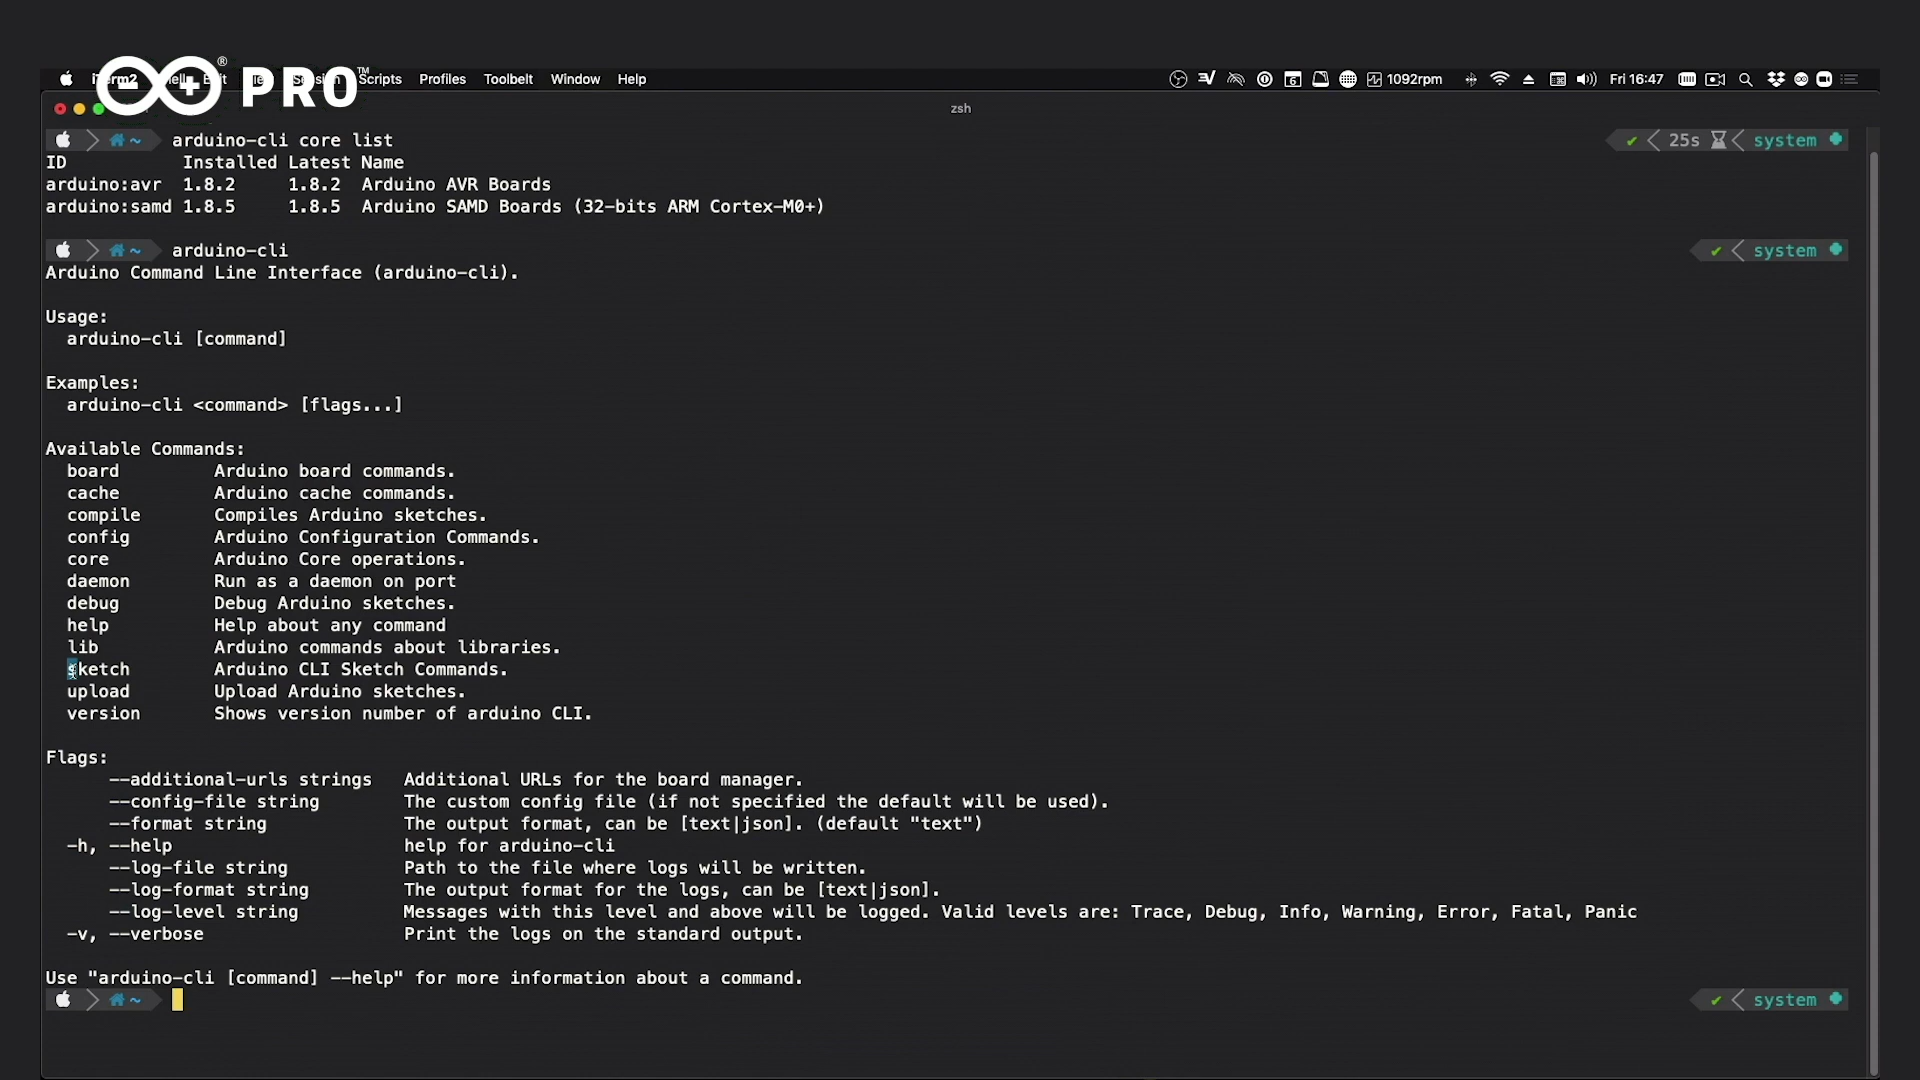 ® PRO™
Scripts Profiles Toolbelt Window Help 1092rpm Fri 16:47
zsh
~ arduino-cli core list ✔ 25s system
ID Installed Latest Name
arduino:avr 1.8.2 1.8.2 Arduino AVR Boards
arduino:samd 1.8.5 1.8.5 Arduino SAMD Boards (32-bits ARM Cortex-M0+)
~ arduino-cli ✔ system
Arduino Command Line Interface (arduino-cli).
Usage:
arduino-cli [command]
Examples:
arduino-cli <command> [flags...]
Available Commands:
board Arduino board commands.
cache Arduino cache commands.
compile Compiles Arduino sketches.
config Arduino Configuration Commands.
core Arduino Core operations.
daemon Run as a daemon on port
debug Debug Arduino sketches.
help Help about any command
lib Arduino commands about libraries.
sketch Arduino CLI Sketch Commands.
upload Upload Arduino sketches.
version Shows version number of arduino CLI.
Flags:
--additional-urls strings Additional URLs for the board manager.
--config-file string The custom config file (if not specified the default will be used).
--format string The output format, can be [text|json]. (default "text")
-h, --help help for arduino-cli
--log-file string Path to the file where logs will be written.
--log-format string The output format for the logs, can be [text|json].
--log-level string Messages with this level and above will be logged. Valid levels are: Trace, Debug, Info, Warning, Error, Fatal, Panic
-v, --verbose Print the logs on the standard output.
Use "arduino-cli [command] --help" for more information about a command.
~ ✔ system